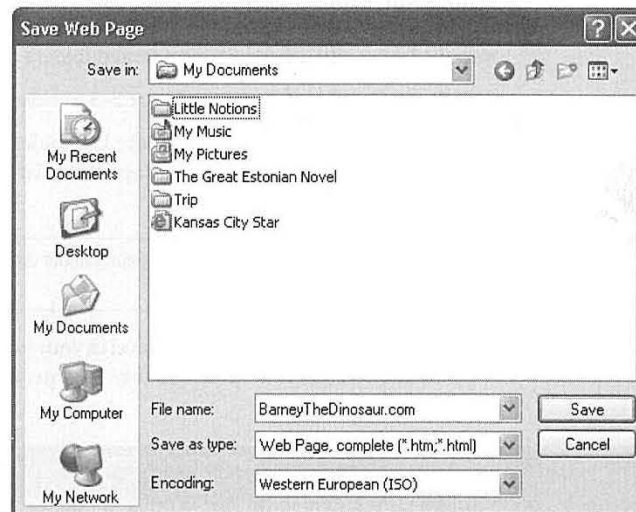 Save Web Page
Save in: My Documents
My Recent
Documents
Desktop
My Documents
My Computer
My Network
Little Notions
My Music
My Pictures
The Great Estonian Novel
Trip
Kansas City Star
File name: BarneyTheDinosaur.com Save
Save as type: Web Page, complete (*.htm;*.html) Cancel
Encoding: Western European (ISO)